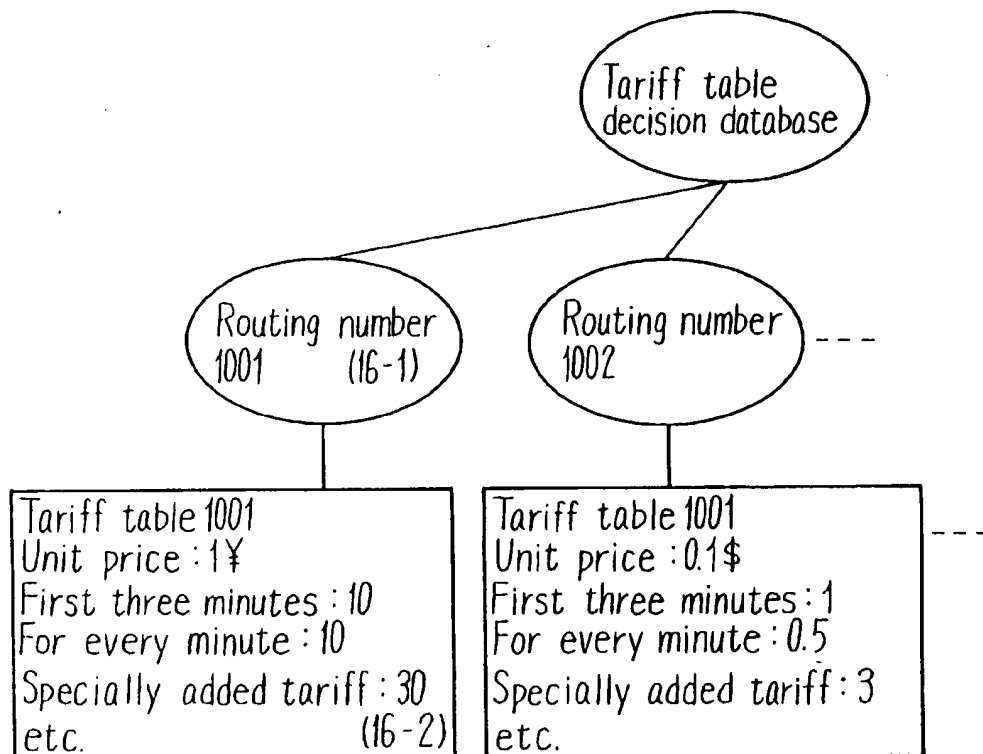 Tariff table
decision database
Routing number
1001 (16-1)
Routing number
1002
Tariff table 1001
Unit price : 1¥
First three minutes : 10
For every minute : 10
Specially added tariff : 30
etc. (16-2)
Tariff table 1001
Unit price : 0.1$
First three minutes : 1
For every minute : 0.5
Specially added tariff : 3
etc.